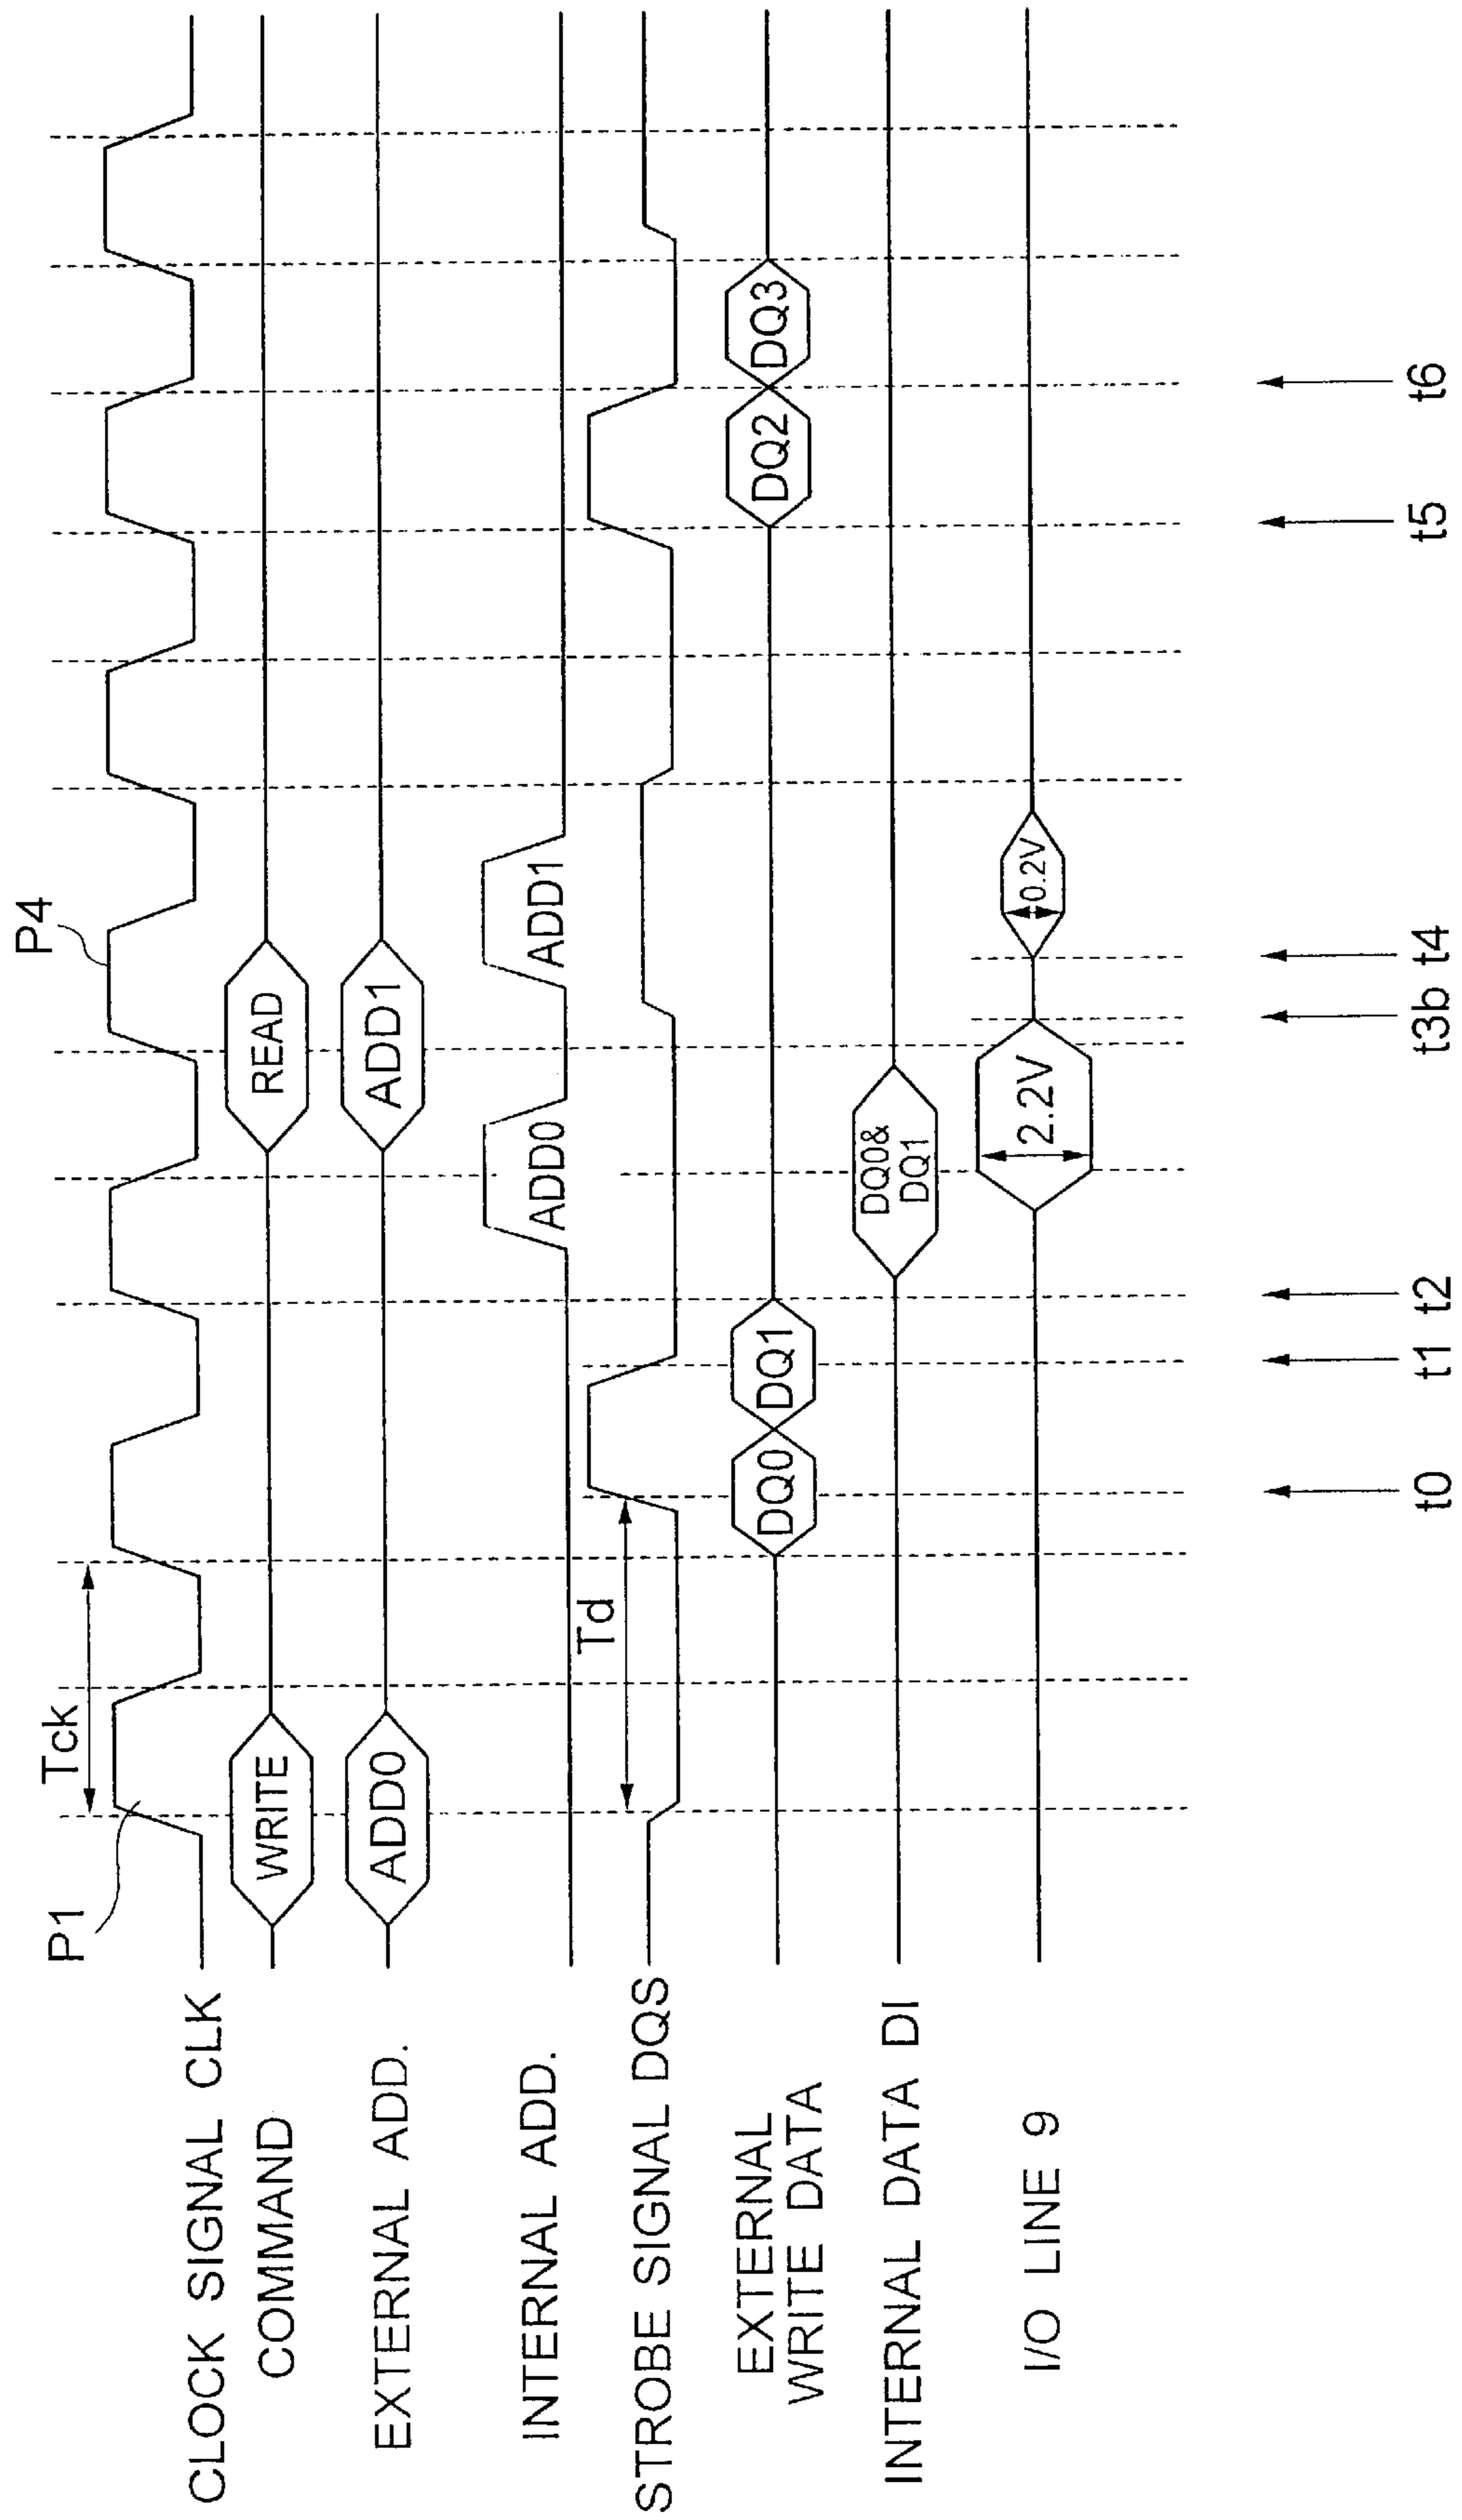 P1
Tck
P4
CLOCK SIGNAL CLK
COMMAND
WRITE
READ
EXTERNAL ADD.
ADD0
ADD1
INTERNAL ADD.
ADD0
ADD1
STROBE SIGNAL DQS
Td
EXTERNAL
WRITE DATA
DQ0
DQ1
DQ2
DQ3
INTERNAL DATA DI
DQ0&
DQ1
I/O LINE 9
2.2V
0.2V
t0
t1
t2
t3b
t4
t5
t6